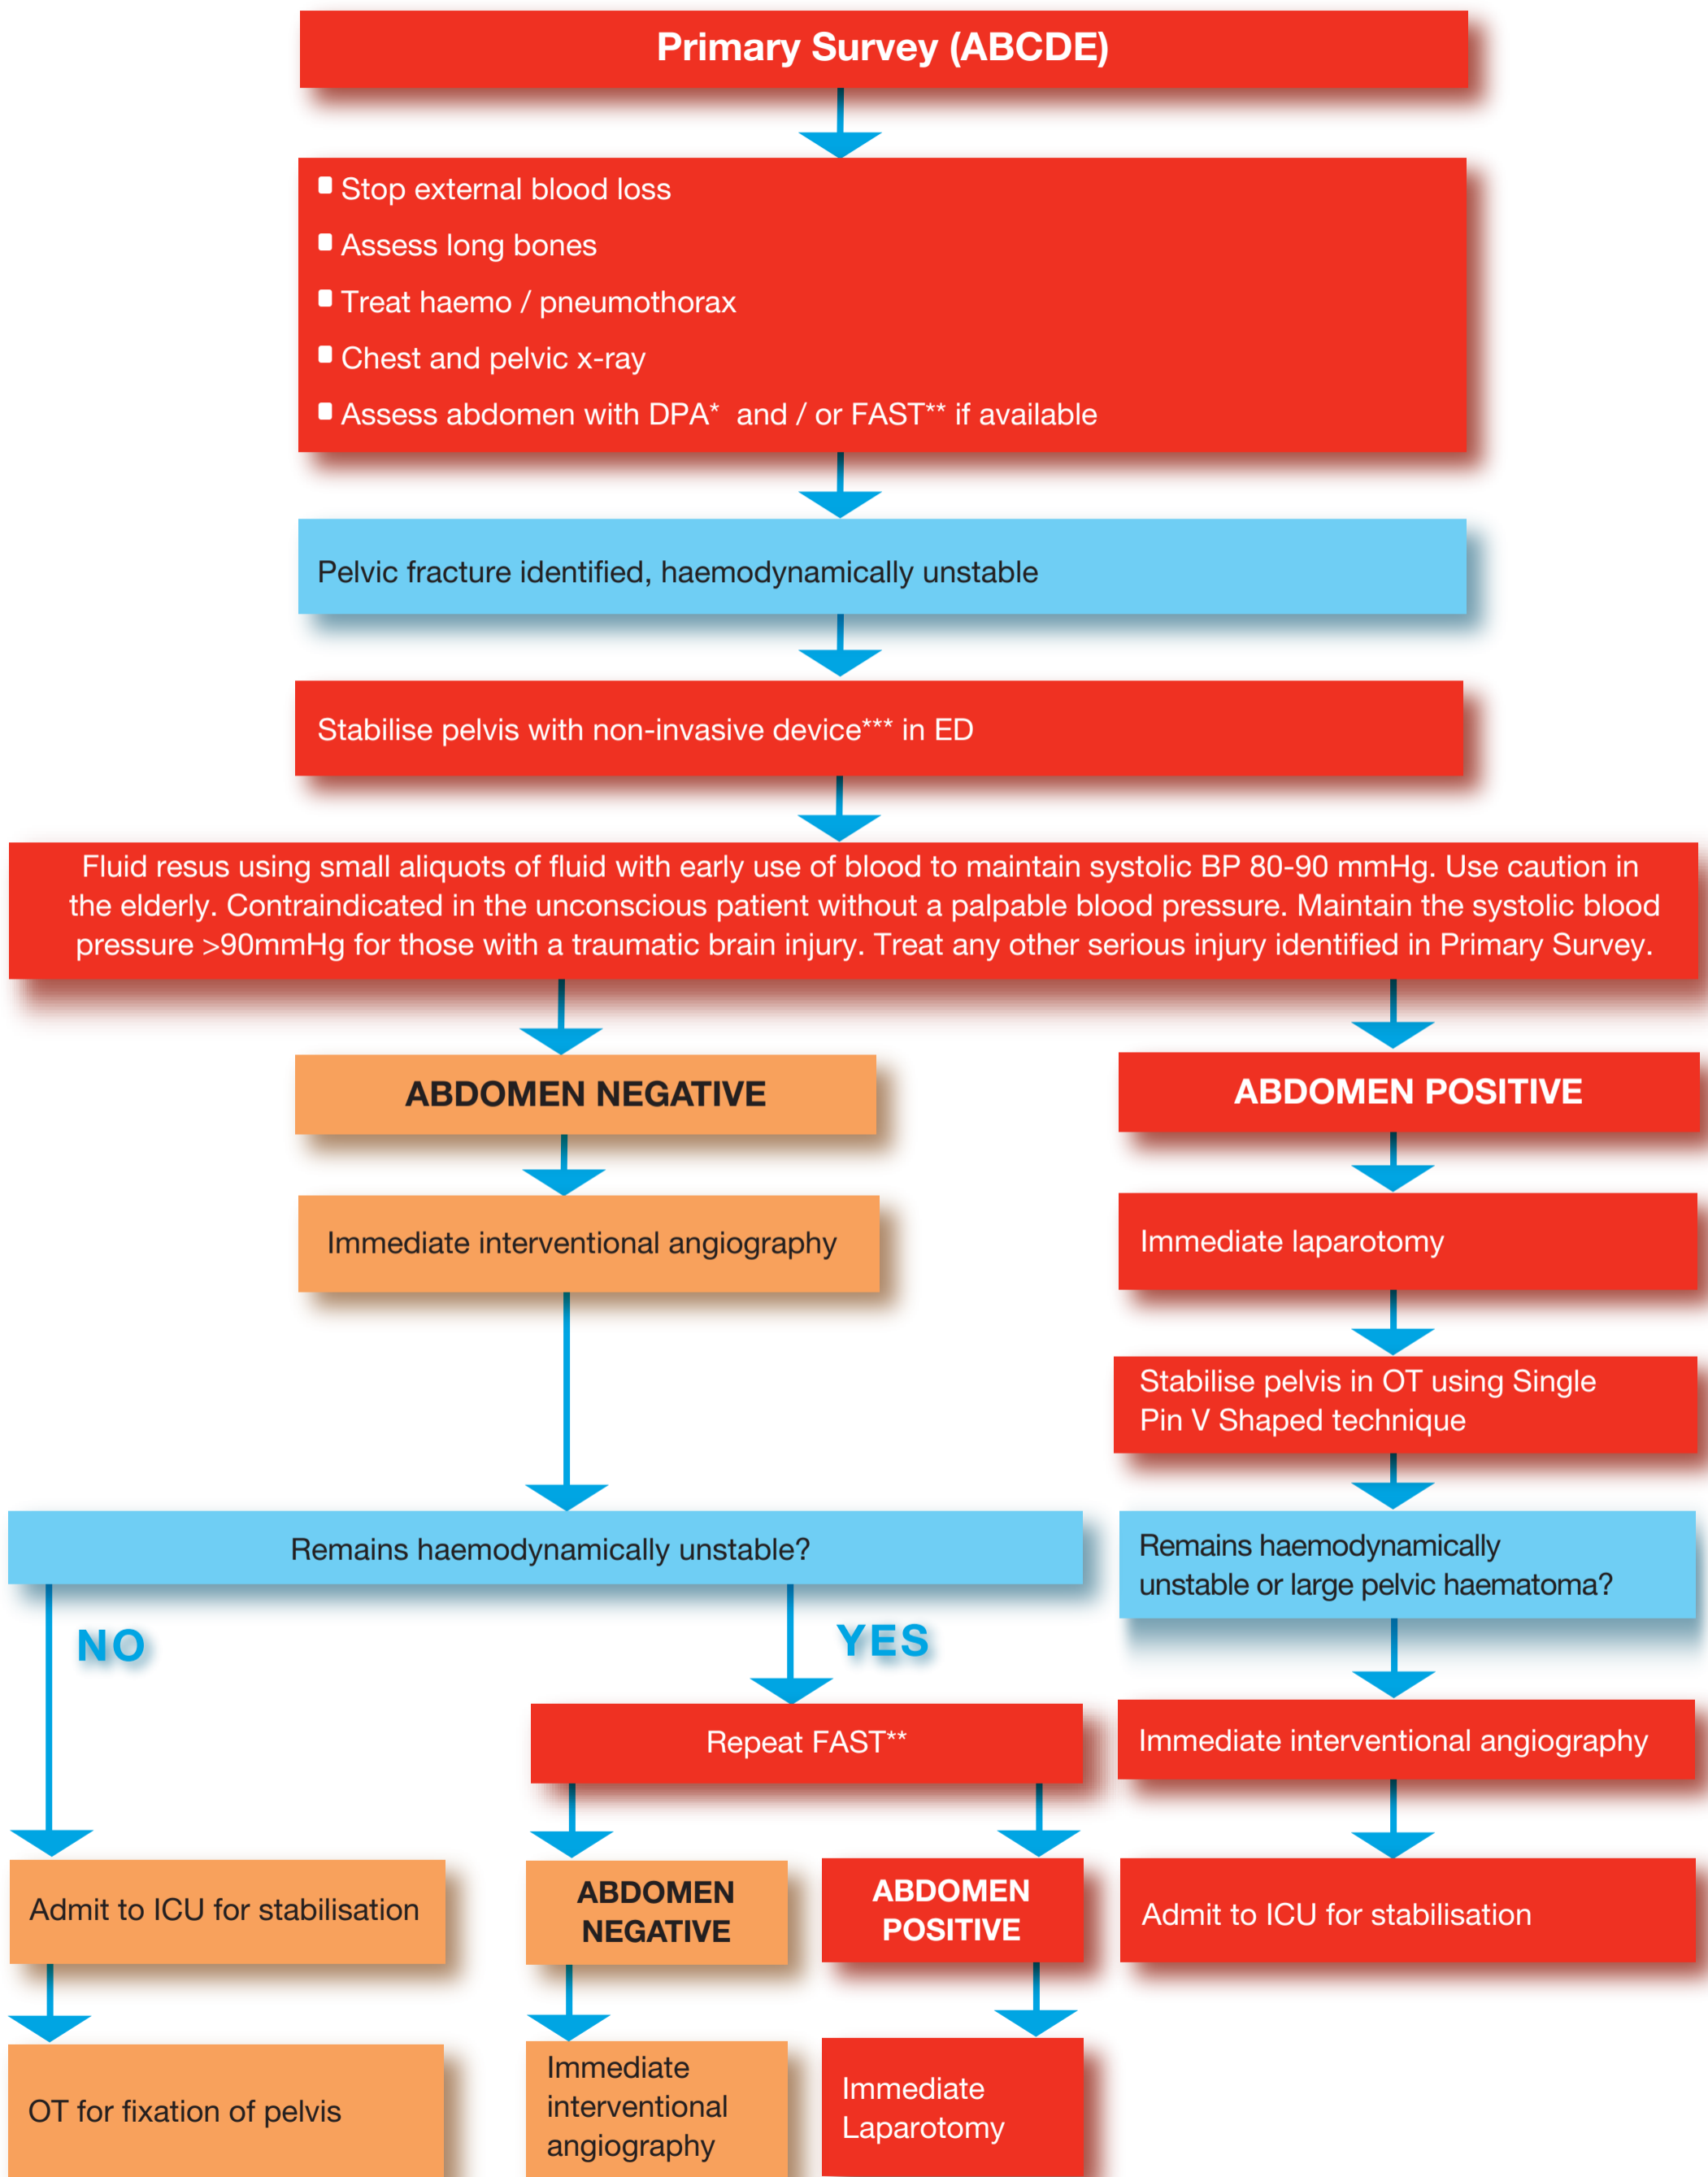 Primary Survey (ABCDE)
Stop external blood loss
Assess long bones
Treat haemo / pneumothorax
Chest and pelvic x-ray
Assess abdomen with DPA* and / or FAST** if available
Pelvic fracture identified, haemodynamically unstable
Stabilise pelvis with non-invasive device*** in ED
Fluid resus using small aliquots of fluid with early use of blood to maintain systolic BP 80-90 mmHg. Use caution in
the elderly. Contraindicated in the unconscious patient without a palpable blood pressure. Maintain the systolic blood
pressure >90mmHg for those with a traumatic brain injury. Treat any other serious injury identified in Primary Survey.
ABDOMEN NEGATIVE
Immediate interventional angiography
ABDOMEN POSITIVE
Immediate laparotomy
Stabilise pelvis in OT using Single
Pin V Shaped technique
Remains haemodynamically unstable?
Remains haemodynamically
unstable or large pelvic haematoma?
NO
YES
Repeat FAST**
Immediate interventional angiography
Admit to ICU for stabilisation
ABDOMEN
NEGATIVE
ABDOMEN
POSITIVE
Admit to ICU for stabilisation
OT for fixation of pelvis
Immediate
interventional
angiography
Immediate
Laparotomy